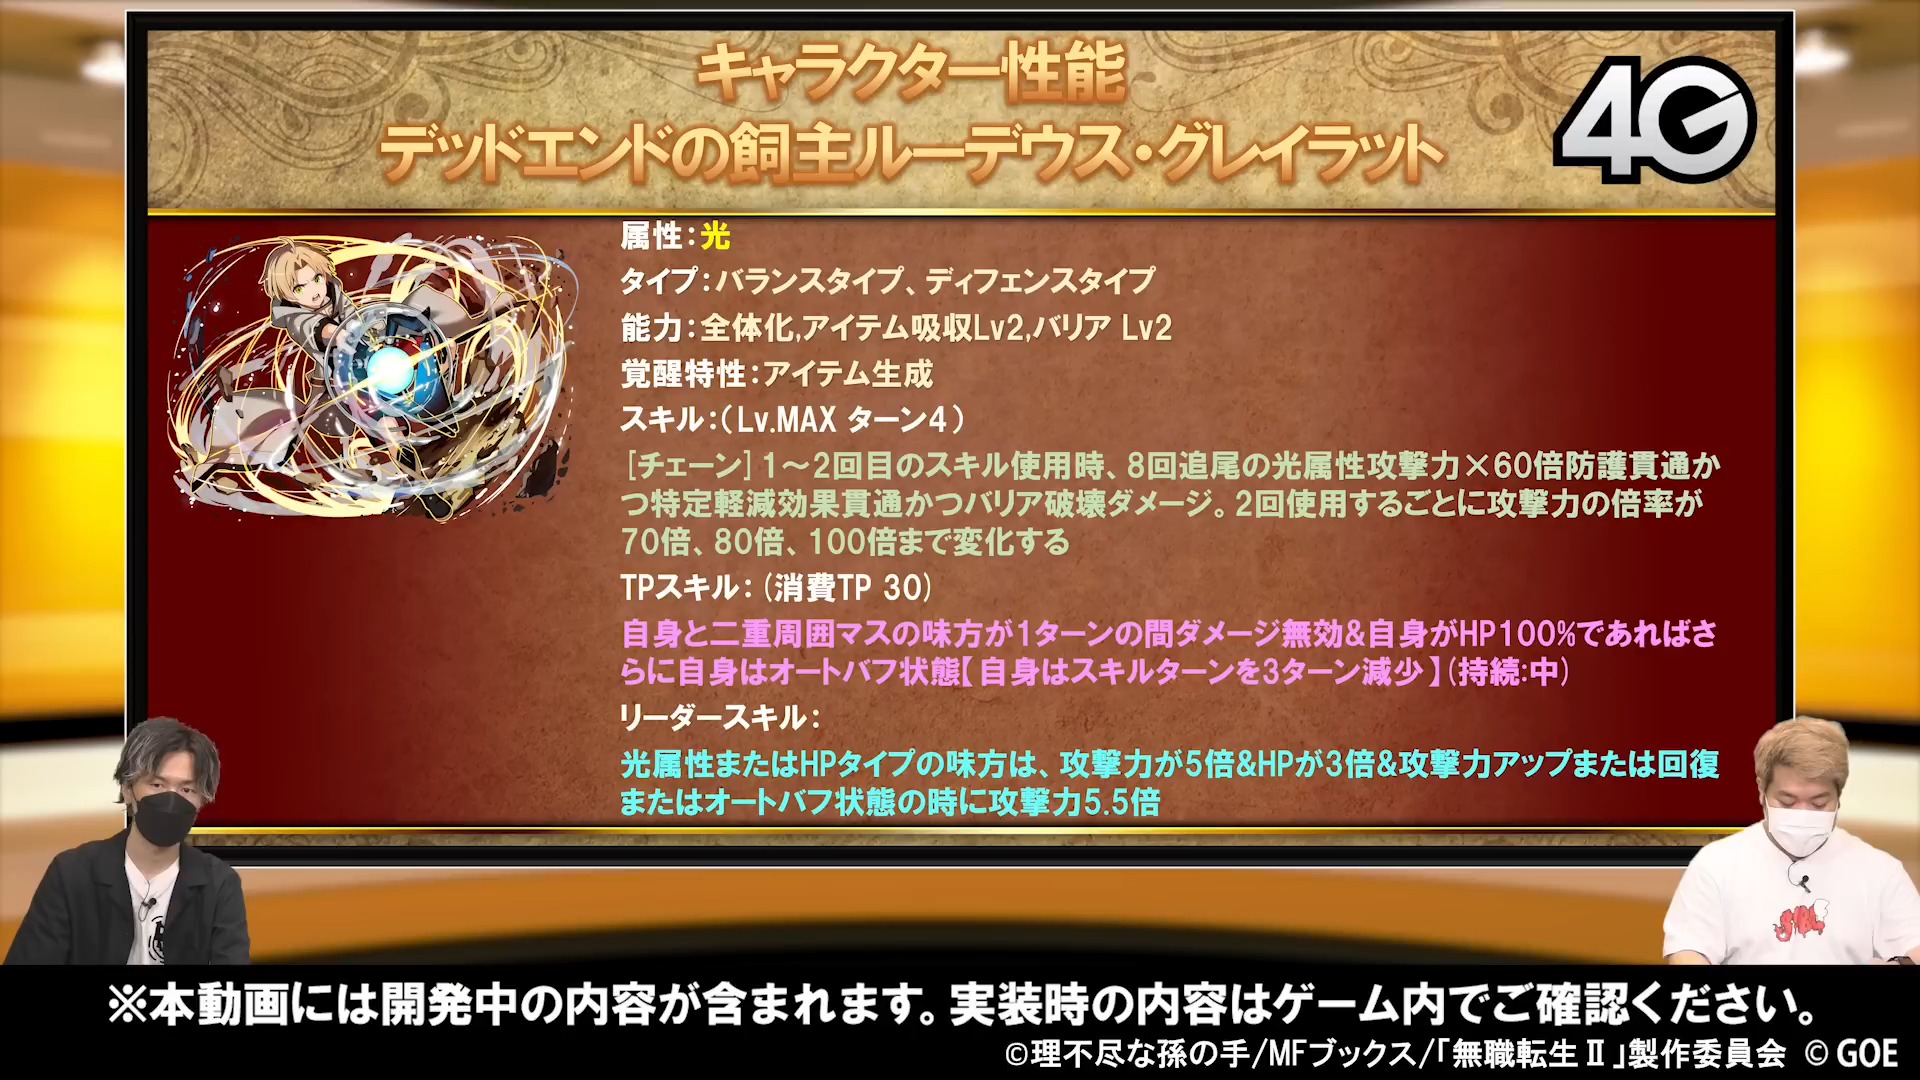 キャラクター性能
デッドエンドの飼主ルーデウス・グレイラット
4G
属性：光
タイプ：バランスタイプ、ディフェンスタイプ
能力：全体化,アイテム吸収Lv2,バリア Lv2
覚醒特性：アイテム生成
スキル：（Lv.MAX ターン４）
［チェーン］1～2回目のスキル使用時、8回追尾の光属性攻撃力×60倍防護貫通か
つ特定軽減効果貫通かつバリア破壊ダメージ。2回使用するごとに攻撃力の倍率が
70倍、80倍、100倍まで変化する
TPスキル：（消費TP 30）
自身と二重周囲マスの味方が1ターンの間ダメージ無効&自身がHP100%であればさ
らに自身はオートバフ状態【自身はスキルターンを3ターン減少】（持続:中）
リーダースキル：
光属性またはHPタイプの味方は、攻撃力が5倍&HPが3倍&攻撃力アップまたは回復
またはオートバフ状態の時に攻撃力5.5倍
※本動画には開発中の内容が含まれます。実装時の内容はゲーム内でご確認ください。
©理不尽な孫の手/MFブックス/「無職転生Ⅱ」製作委員会 © GOE